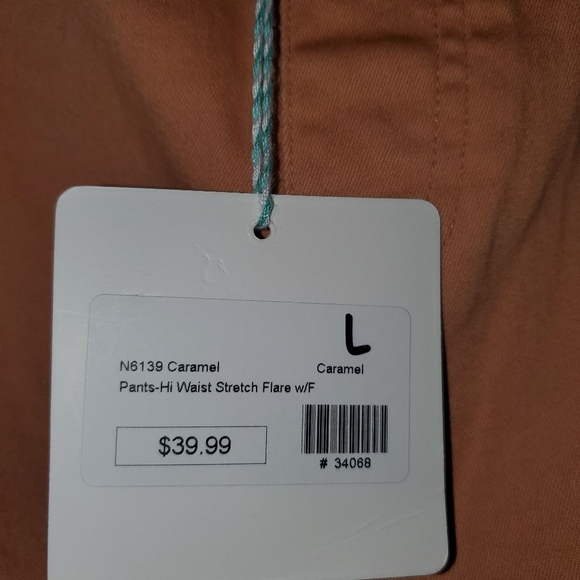 L
N6139 Caramel
Caramel
Pants-Hi Waist Stretch Flare w/F
$39.99
# 34068